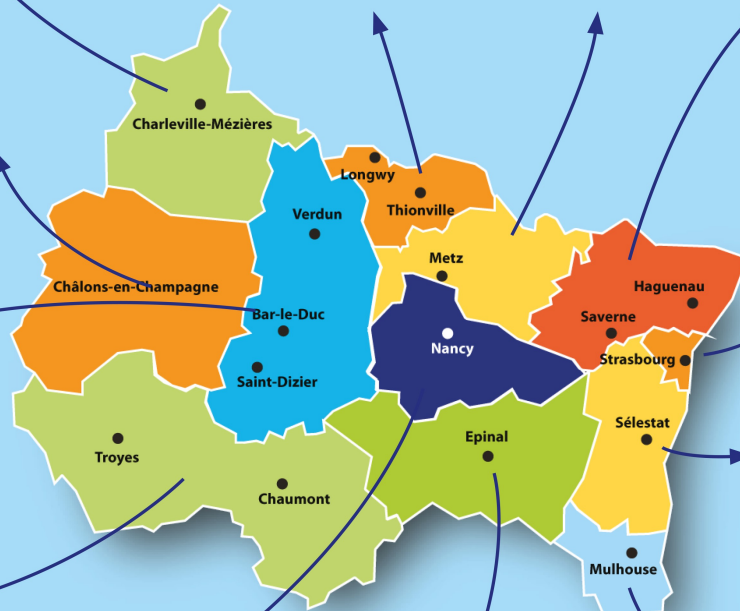 Charleville-Mézières
Longwy
Thionville
Verdun
Metz
Châlons-en-Champagne
Haguenau
Bar-le-Duc
Saverne
Nancy
Strasbourg
Saint-Dizier
Sélestat
Epinal
Troyes
Chaumont
Mulhouse